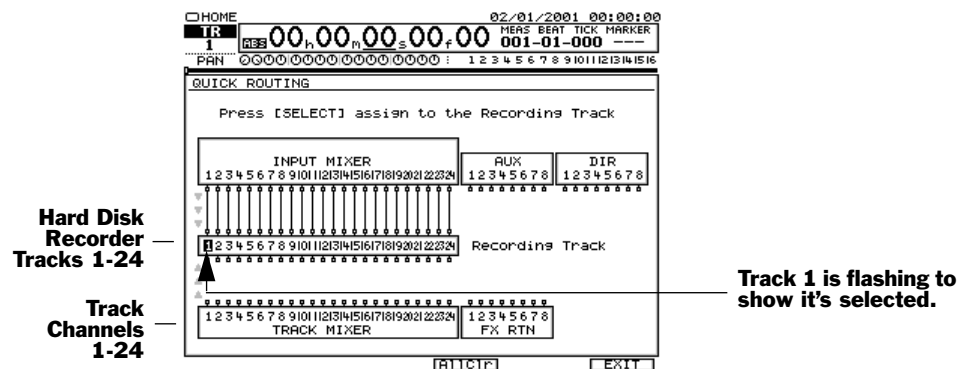 HOME 02/01/2001 00:00:00
TR 1 ABS 00h00m00s00f00 MEAS BEAT TICK MARKER
001-01-000 ---
PAN 1 2 3 4 5 6 7 8 9 10 11 12 13 14 15 16
QUICK ROUTING
Press [SELECT] assign to the Recording Track
INPUT MIXER AUX DIR
1 2 3 4 5 6 7 8 9 10 11 12 13 14 15 16 17 18 19 20 21 22 23 24 1 2 3 4 5 6 7 8 1 2 3 4 5 6 7 8
Hard Disk
Recorder
Tracks 1-24
1 2 3 4 5 6 7 8 9 10 11 12 13 14 15 16 17 18 19 20 21 22 23 24 Recording Track
Track 1 is flashing to
show it's selected.
Track
Channels
1-24
1 2 3 4 5 6 7 8 9 10 11 12 13 14 15 16 17 18 19 20 21 22 23 24 1 2 3 4 5 6 7 8
TRACK MIXER FX RTN
AllClr EXIT